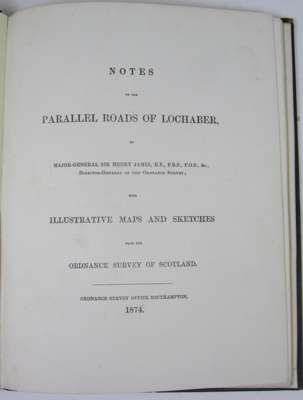 NOTES
ON THE
PARALLEL ROADS OF LOCHABER,
BY
MAJOR-GENERAL SIR HENRY JAMES, R.E., F.R.S., F.G.S., &c.,
DIRECTOR-GENERAL OF THE ORDNANCE SURVEY;
WITH
ILLUSTRATIVE MAPS AND SKETCHES
FROM THE
ORDNANCE SURVEY OF SCOTLAND.
ORDNANCE SURVEY OFFICE SOUTHAMPTON,
1874.